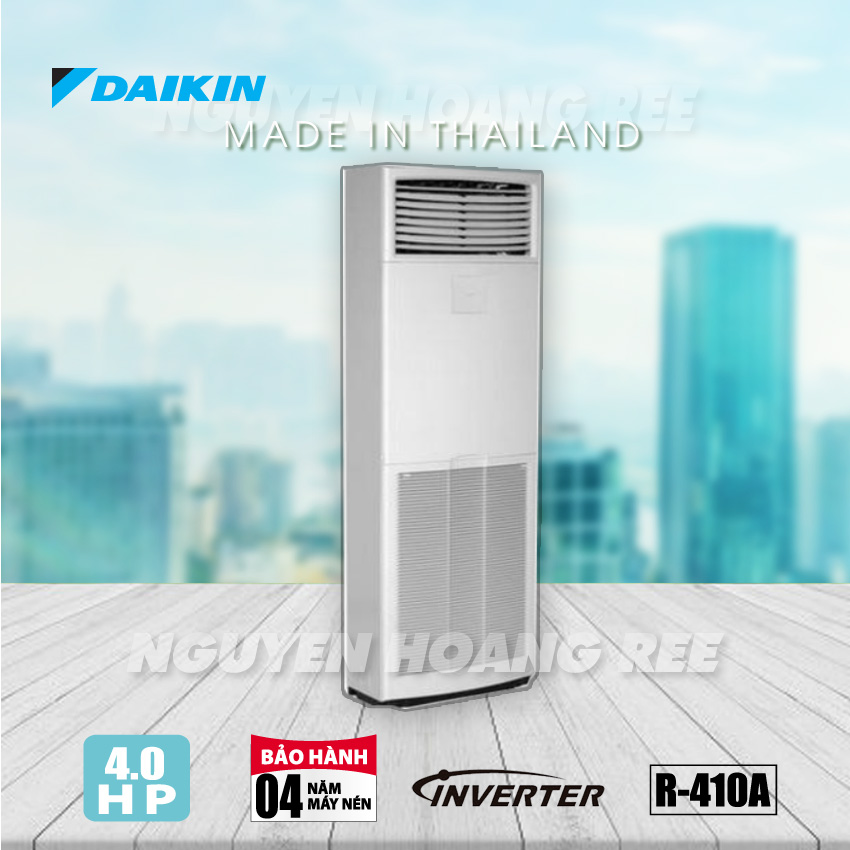 DAIKIN
NGUYEN HOANG REE
MADE IN THAILAND
NGUYEN HOANG REE
4.0
HP
BẢO HÀNH
04 NĂM
MÁY NÉN
INVERTER
R-410A